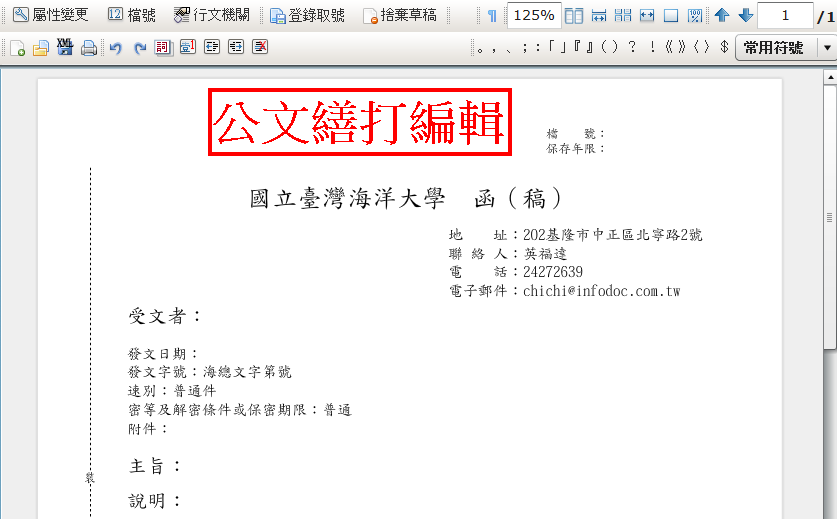 屬性變更 檔號 行文機關 登錄取號 捨棄草稿 ¶ 125% 1 /1
XML 詞 。，、；：「」『』（）？！《》〈〉＄ 常用符號
公文繕打編輯
檔　　號：
保存年限：
國立臺灣海洋大學　函（稿）
地　　址：202基隆市中正區北寧路2號
聯 絡 人：英福達
電　　話：24272639
電子郵件：chichi@infodoc.com.tw
受文者：
發文日期：
發文字號：海總文字第號
速別：普通件
密等及解密條件或保密期限：普通
附件：
裝
主旨：
說明：